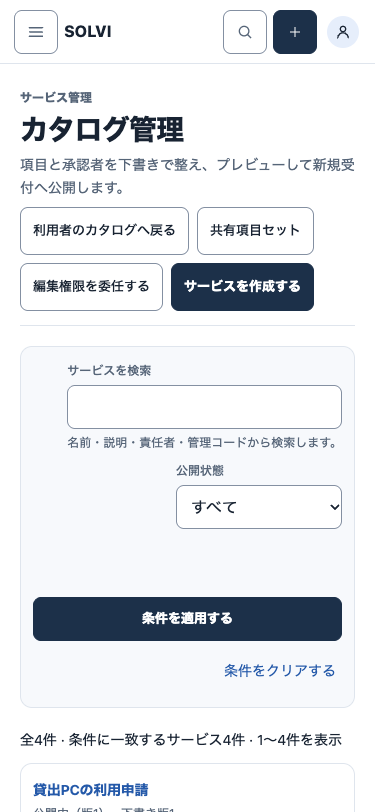 SOLVI
サービス管理
カタログ管理
項目と承認者を下書きで整え、プレビューして新規受
付へ公開します。
利用者のカタログへ戻る
共有項目セット
編集権限を委任する
サービスを作成する
サービスを検索
名前・説明・責任者・管理コードから検索します。
公開状態
すべて
条件を適用する
条件をクリアする
全4件 · 条件に一致するサービス4件 · 1〜4件を表示
貸出PCの利用申請